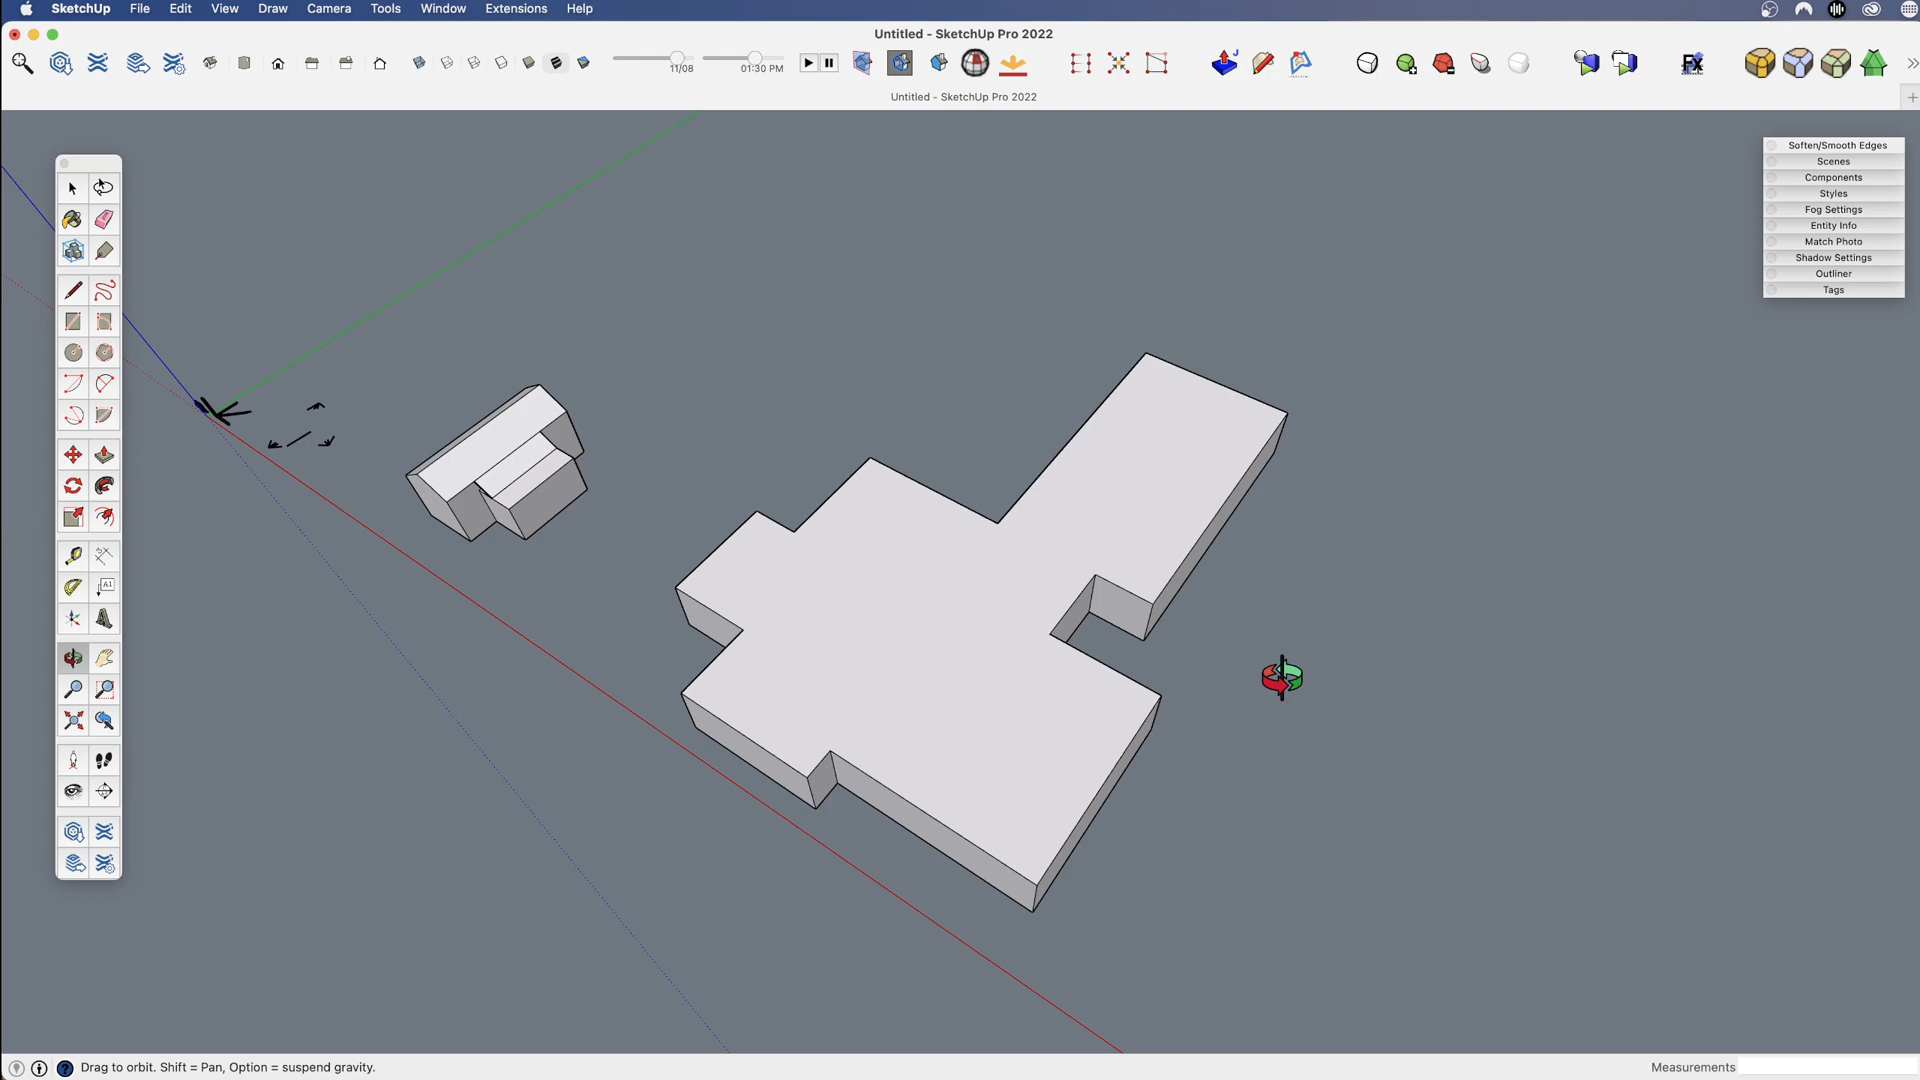 SketchUp File Edit View Draw Camera Tools Window Extensions Help
Untitled - SketchUp Pro 2022
11/08 01:30 PM
J
Fx
Untitled - SketchUp Pro 2022
Soften/Smooth Edges
Scenes
Components
Styles
Fog Settings
Entity Info
Match Photo
Shadow Settings
Outliner
Tags
A1
Drag to orbit. Shift = Pan, Option = suspend gravity.
Measurements